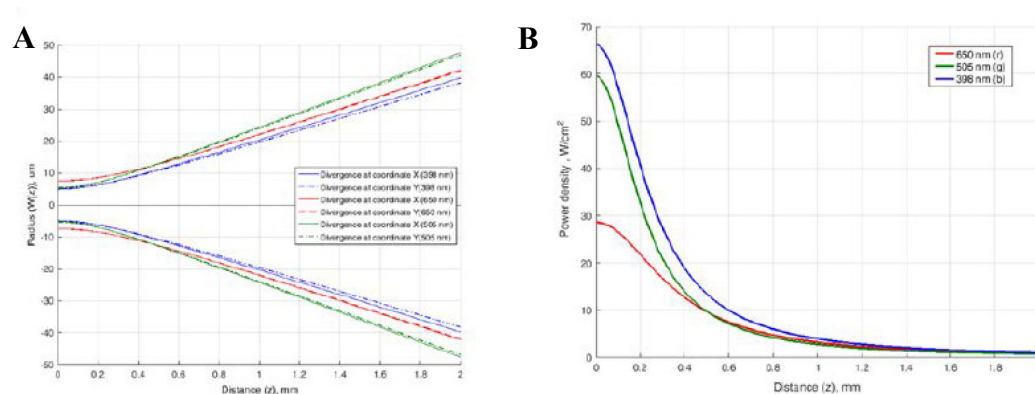 A
50
40
30
20
10
0
-10
-20
-30
-40
-50
Radius (W(z)), um
Divergence at coordinate X (398 nm)
Divergence at coordinate Y (398 nm)
Divergence at coordinate X (650 nm)
Divergence at coordinate Y (650 nm)
Divergence at coordinate X (505 nm)
Divergence at coordinate Y (505 nm)
0 0.2 0.4 0.6 0.8 1 1.2 1.4 1.6 1.8 2
Distance (z), mm
B
70
60
50
40
30
20
10
0
Power density , W/cm²
650 nm (r)
505 nm (g)
398 nm (b)
0 0.2 0.4 0.6 0.8 1 1.2 1.4 1.6 1.8
Distance (z), mm